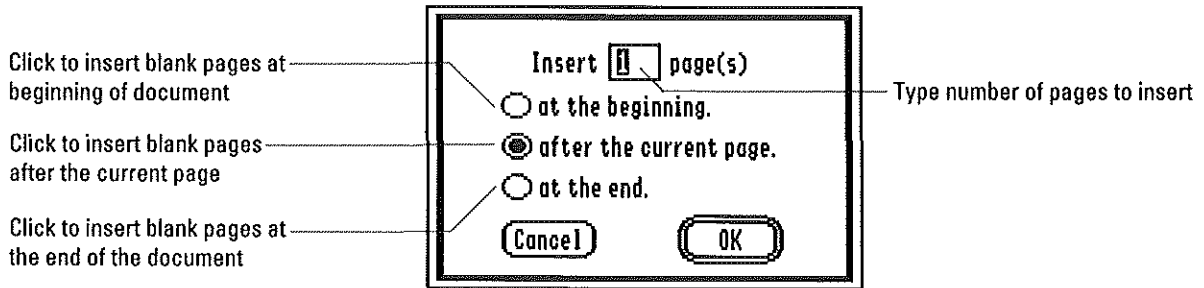 Click to insert blank pages at
beginning of document
Click to insert blank pages
after the current page
Click to insert blank pages at
the end of the document
Insert 1 page(s)
at the beginning.
after the current page.
at the end.
Cancel
OK
Type number of pages to insert